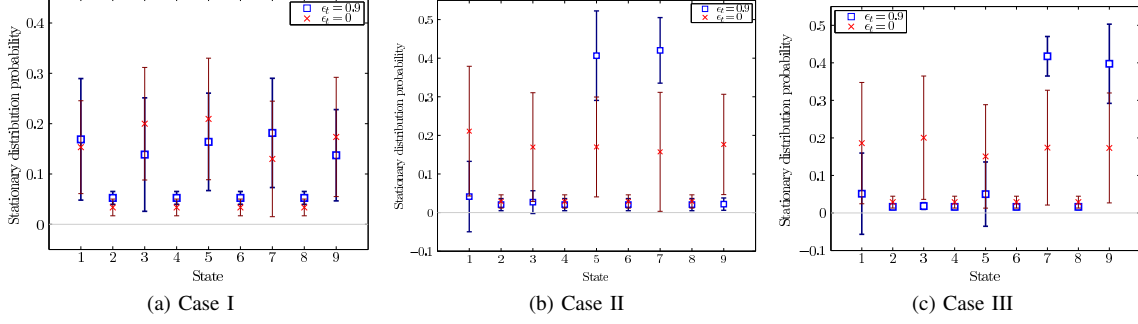 Stationary distribution probability
0.4
0.3
0.2
0.1
0
1 2 3 4 5 6 7 8 9
State
ϵₜ = 0.9
ϵₜ = 0
(a) Case I
Stationary distribution probability
0.5
0.4
0.3
0.2
0.1
0
−0.1
1 2 3 4 5 6 7 8 9
State
ϵₜ = 0.9
ϵₜ = 0
(b) Case II
Stationary distribution probability
0.5
0.4
0.3
0.2
0.1
0
−0.1
1 2 3 4 5 6 7 8 9
State
ϵₜ = 0.9
ϵₜ = 0
(c) Case III